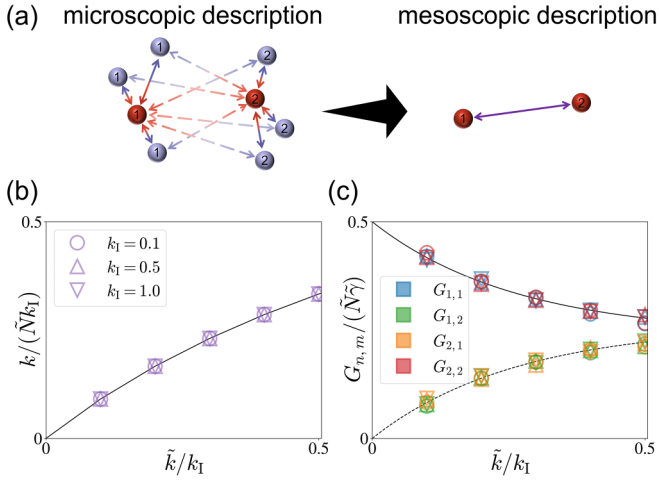 (a) microscopic description mesoscopic description
1 2
1 2
1 2
2
1 2
1 2
(b) (c)
0.5 0.5
k_I = 0.1
k_I = 0.5
k_I = 1.0
G_{1,1}
G_{1,2}
G_{2,1}
G_{2,2}
k/(Ñk_I)
G_{n,m}/(Ñγ̃)
0 0
0 0.5 0 0.5
k̃/k_I k̃/k_I